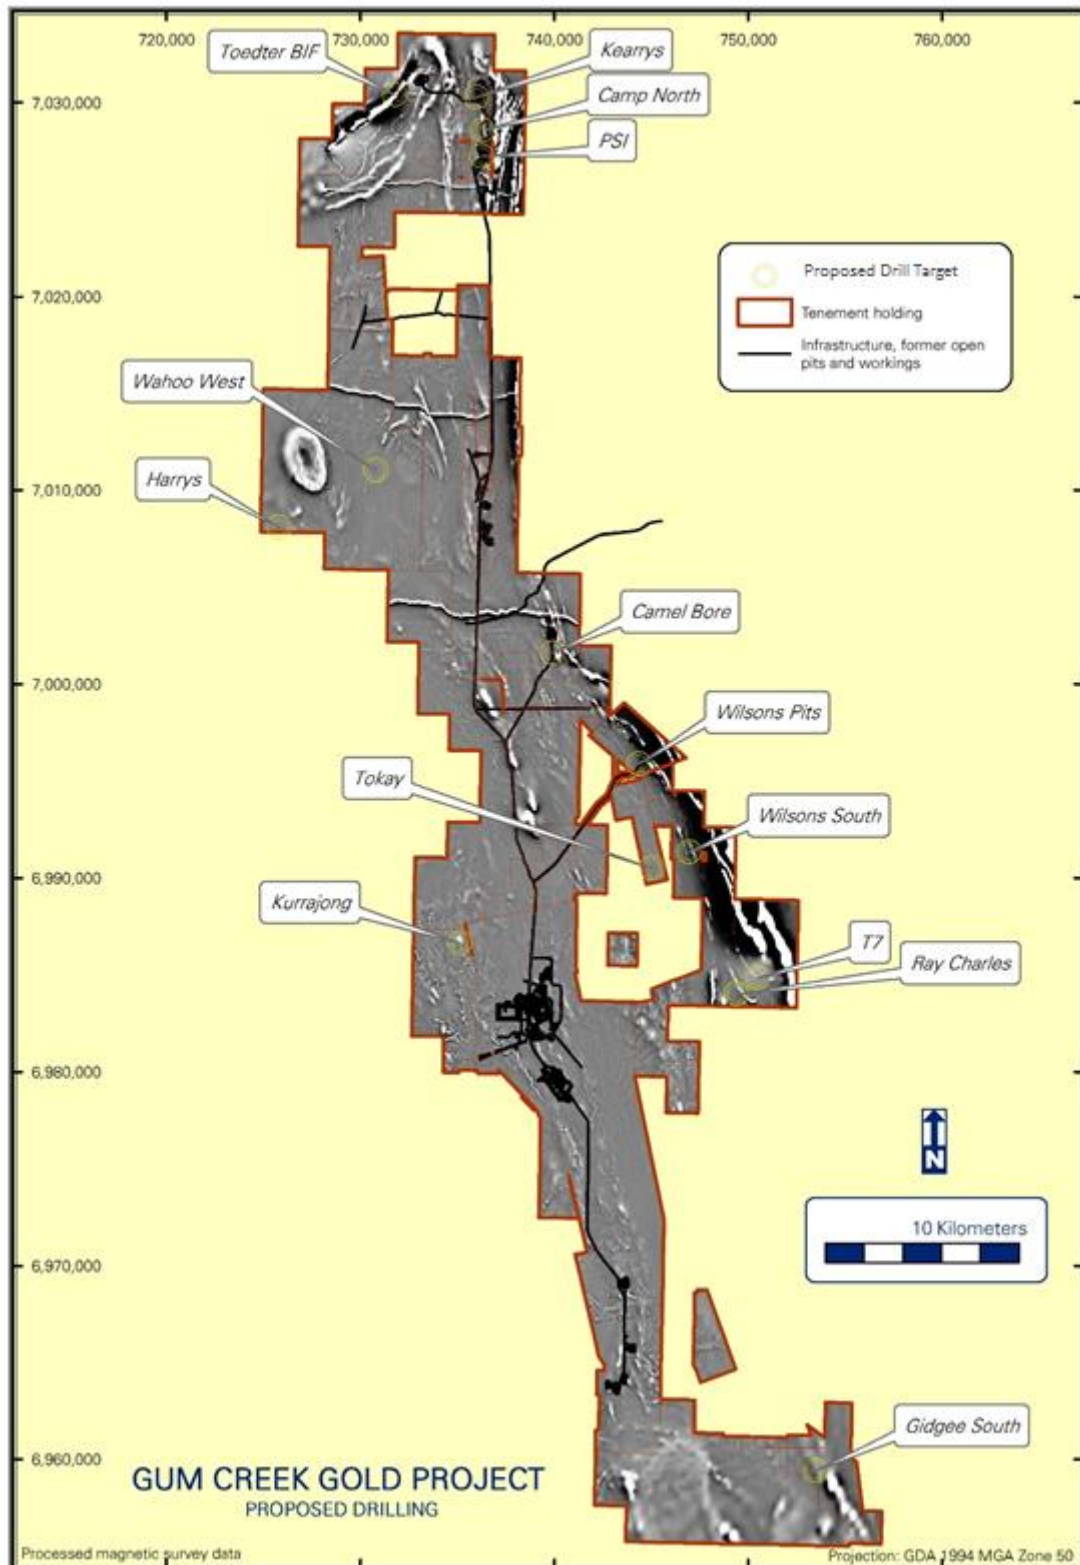 720,000
730,000
740,000
750,000
760,000
Toedter BIF
Kearrys
7,030,000
Camp North
PSI
Proposed Drill Target
7,020,000
Tenement holding
Infrastructure, former open
pits and workings
Wahoo West
Harrys
7,010,000
Camel Bore
7,000,000
Wilsons Pits
Tokay
Wilsons South
6,990,000
Kurrajong
T7
Ray Charles
6,980,000
N
10 Kilometers
6,970,000
Gidgee South
6,960,000
GUM CREEK GOLD PROJECT
PROPOSED DRILLING
Processed magnetic survey data
Projection: GDA 1994 MGA Zone 50